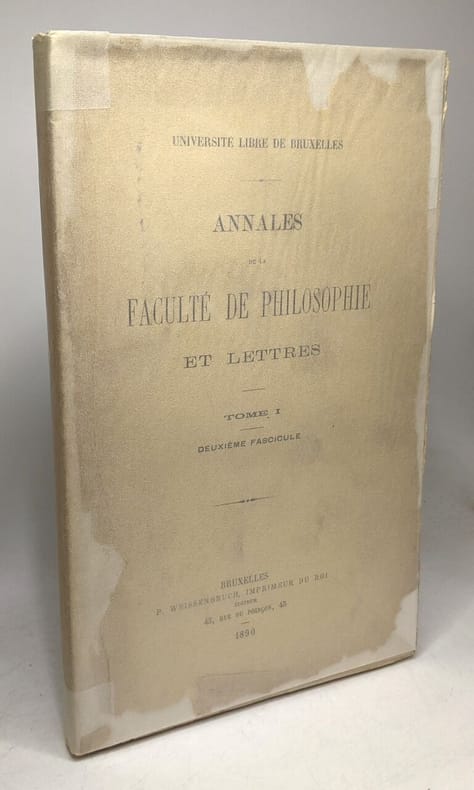 UNIVERSITÉ LIBRE DE BRUXELLES
ANNALES
DE LA
FACULTÉ DE PHILOSOPHIE
ET LETTRES
TOME I
DEUXIÈME FASCICULE
BRUXELLES
P. WEISSENBRUCH, IMPRIMEUR DU ROI
ÉDITEUR
45, RUE DU POINÇON, 45
1890